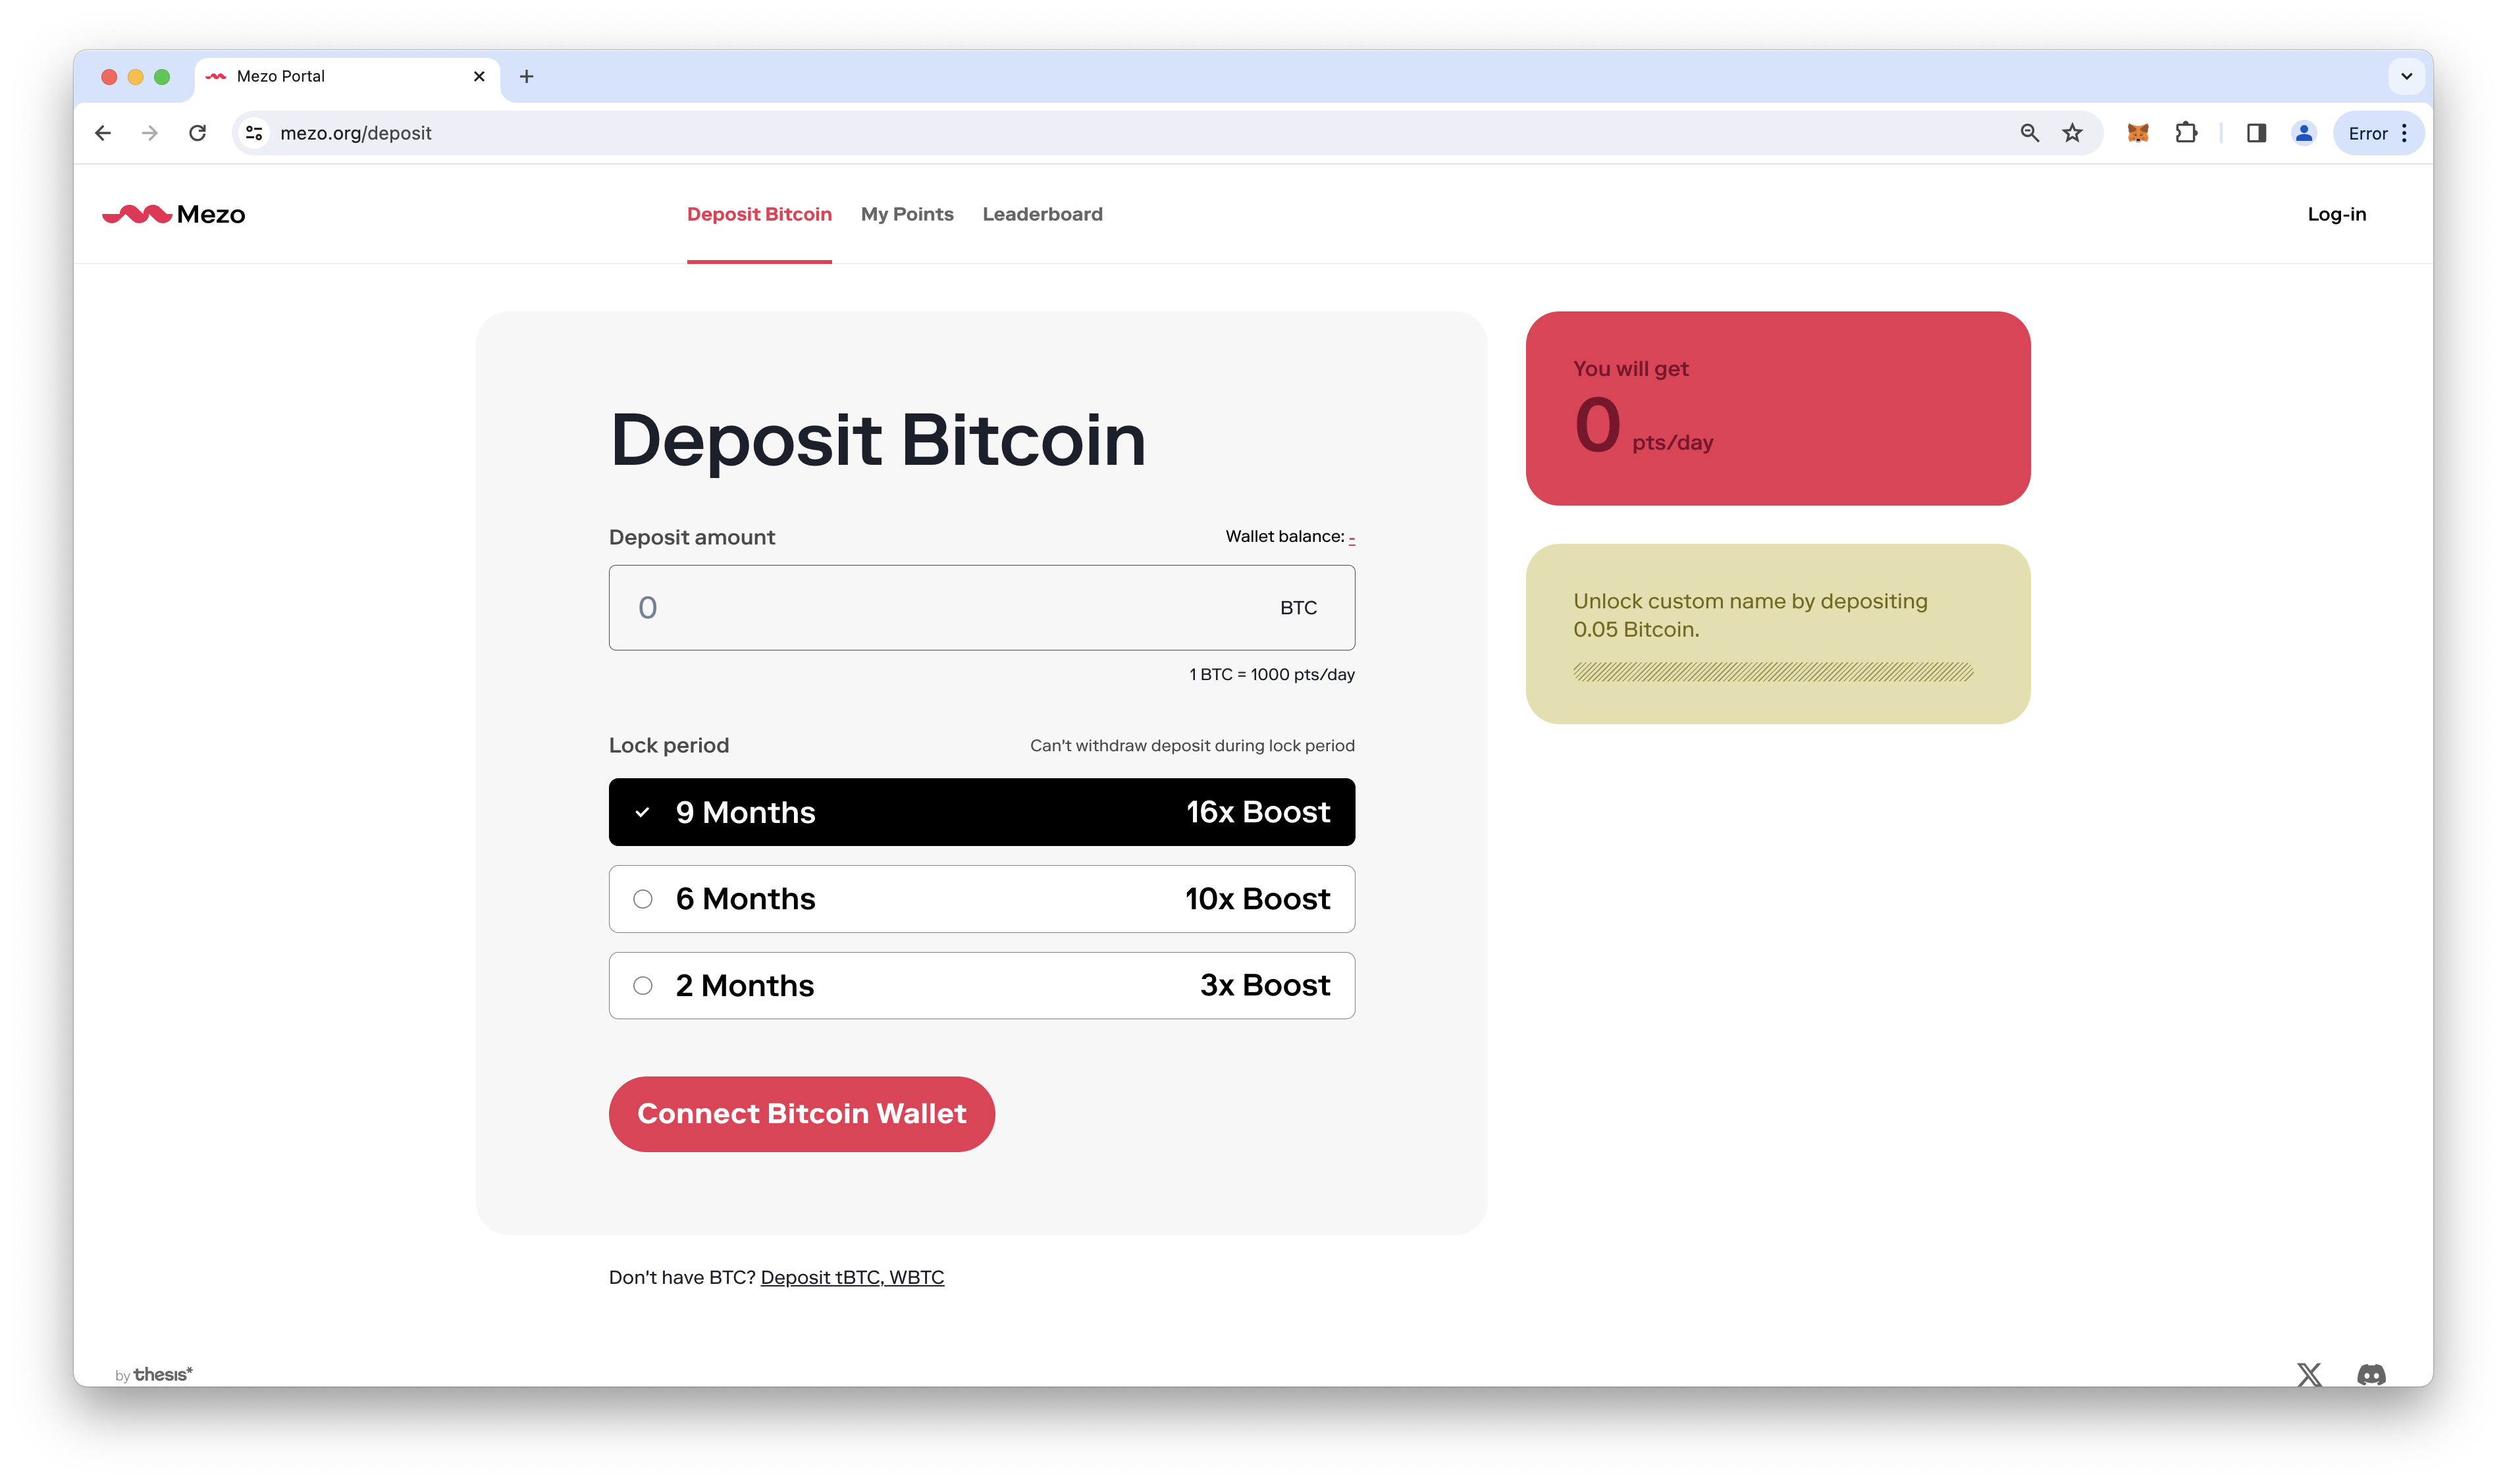 Mezo Portal
mezo.org/deposit
Error
Mezo
Deposit Bitcoin
My Points
Leaderboard
Log-in
Deposit Bitcoin
Deposit amount
Wallet balance: -
0
BTC
1 BTC = 1000 pts/day
Lock period
Can't withdraw deposit during lock period
9 Months
16x Boost
6 Months
10x Boost
2 Months
3x Boost
Connect Bitcoin Wallet
Don't have BTC? Deposit tBTC, WBTC
You will get
0 pts/day
Unlock custom name by depositing
0.05 Bitcoin.
by thesis*